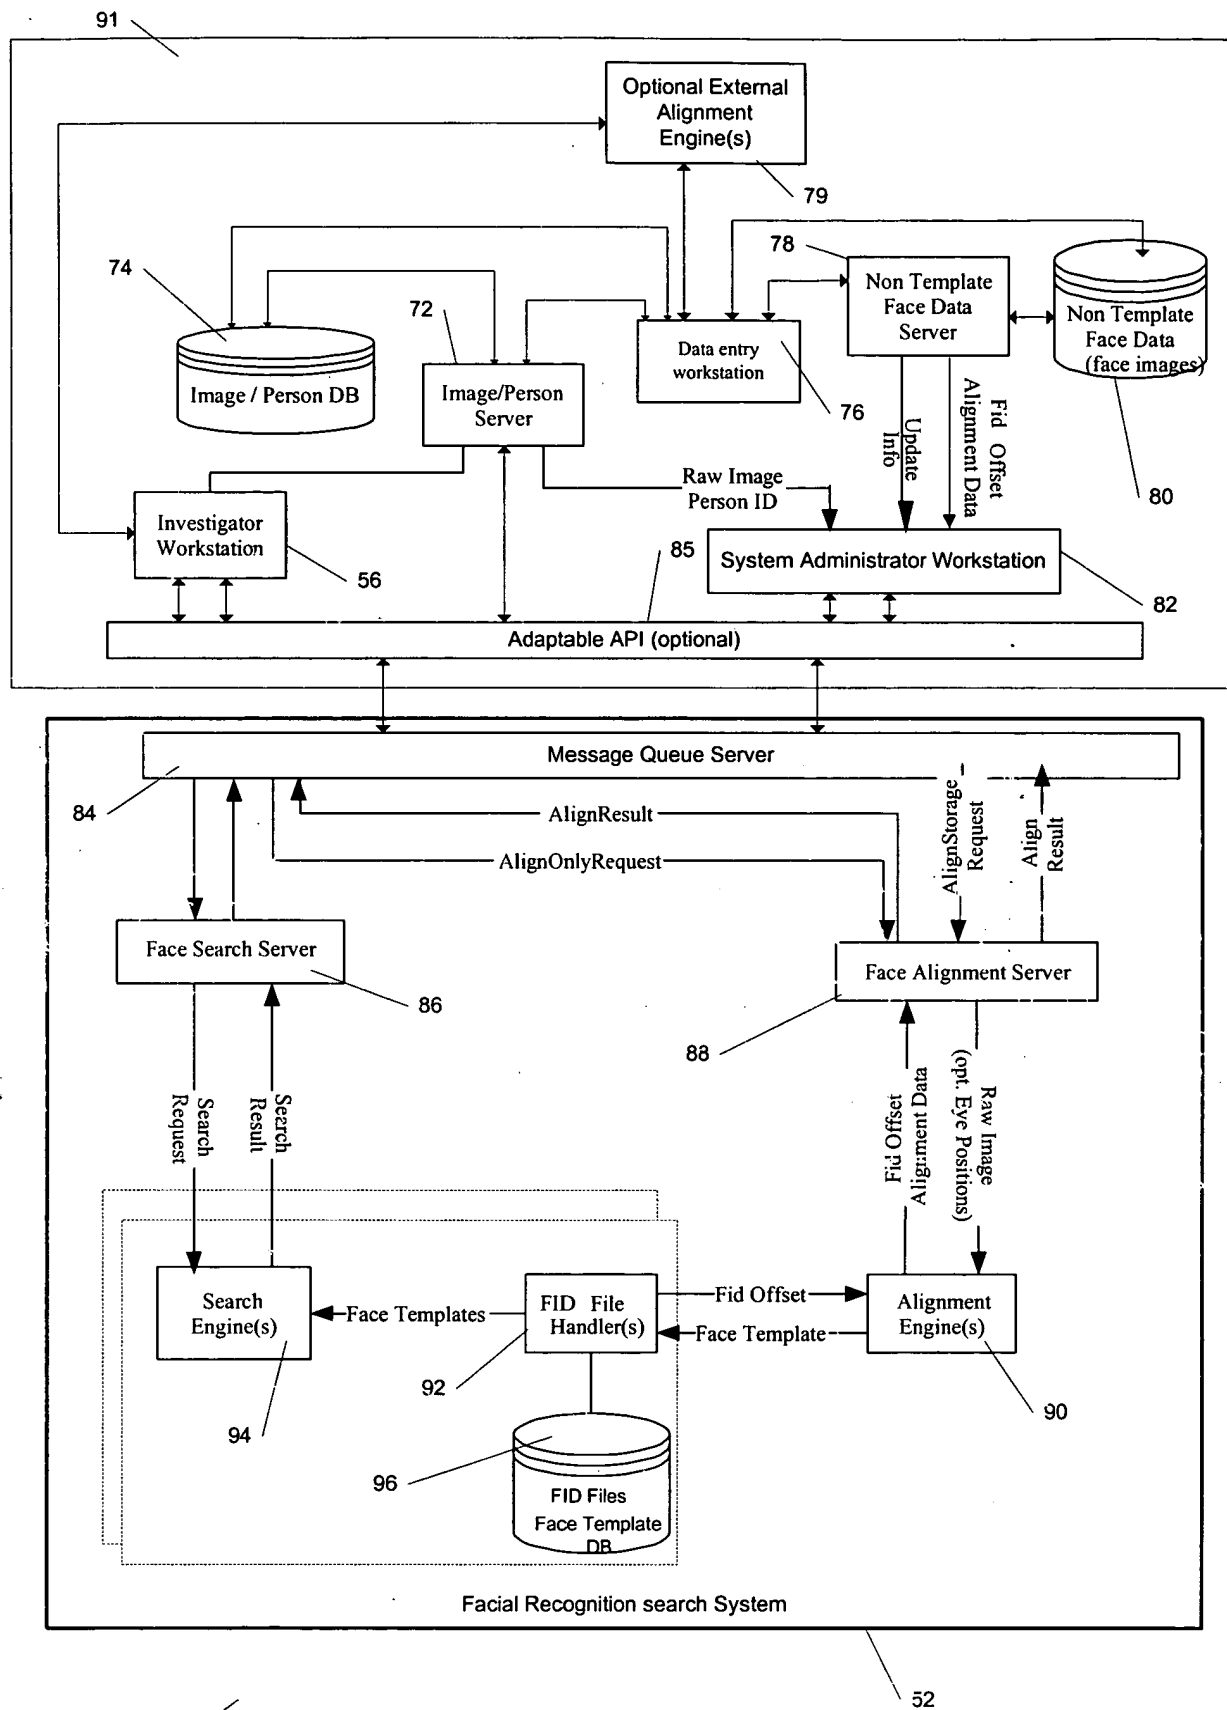 91
Optional External
Alignment
Engine(s)
79
78
74
72
Non Template
Face Data
Server
Non Template
Face Data
(face images)
Image / Person DB
Image/Person
Server
Data entry
workstation
76
80
Update
Info
Fid Offset
Alignment Data
Raw Image
Person ID
Investigator
Workstation
56
85
System Administrator Workstation
82
Adaptable API (optional)
Message Queue Server
84
AlignResult
AlignOnlyRequest
AlignStorage
Request
Align
Result
Face Search Server
86
Face Alignment Server
88
Search
Request
Search
Result
Fid Offset
Alignment Data
Raw Image
(opt. Eye Positions)
Search
Engine(s)
94
Face Templates
FID File
Handler(s)
92
Fid Offset
Face Template
Alignment
Engine(s)
90
96
FID Files
Face Template
DB
Facial Recognition search System
52